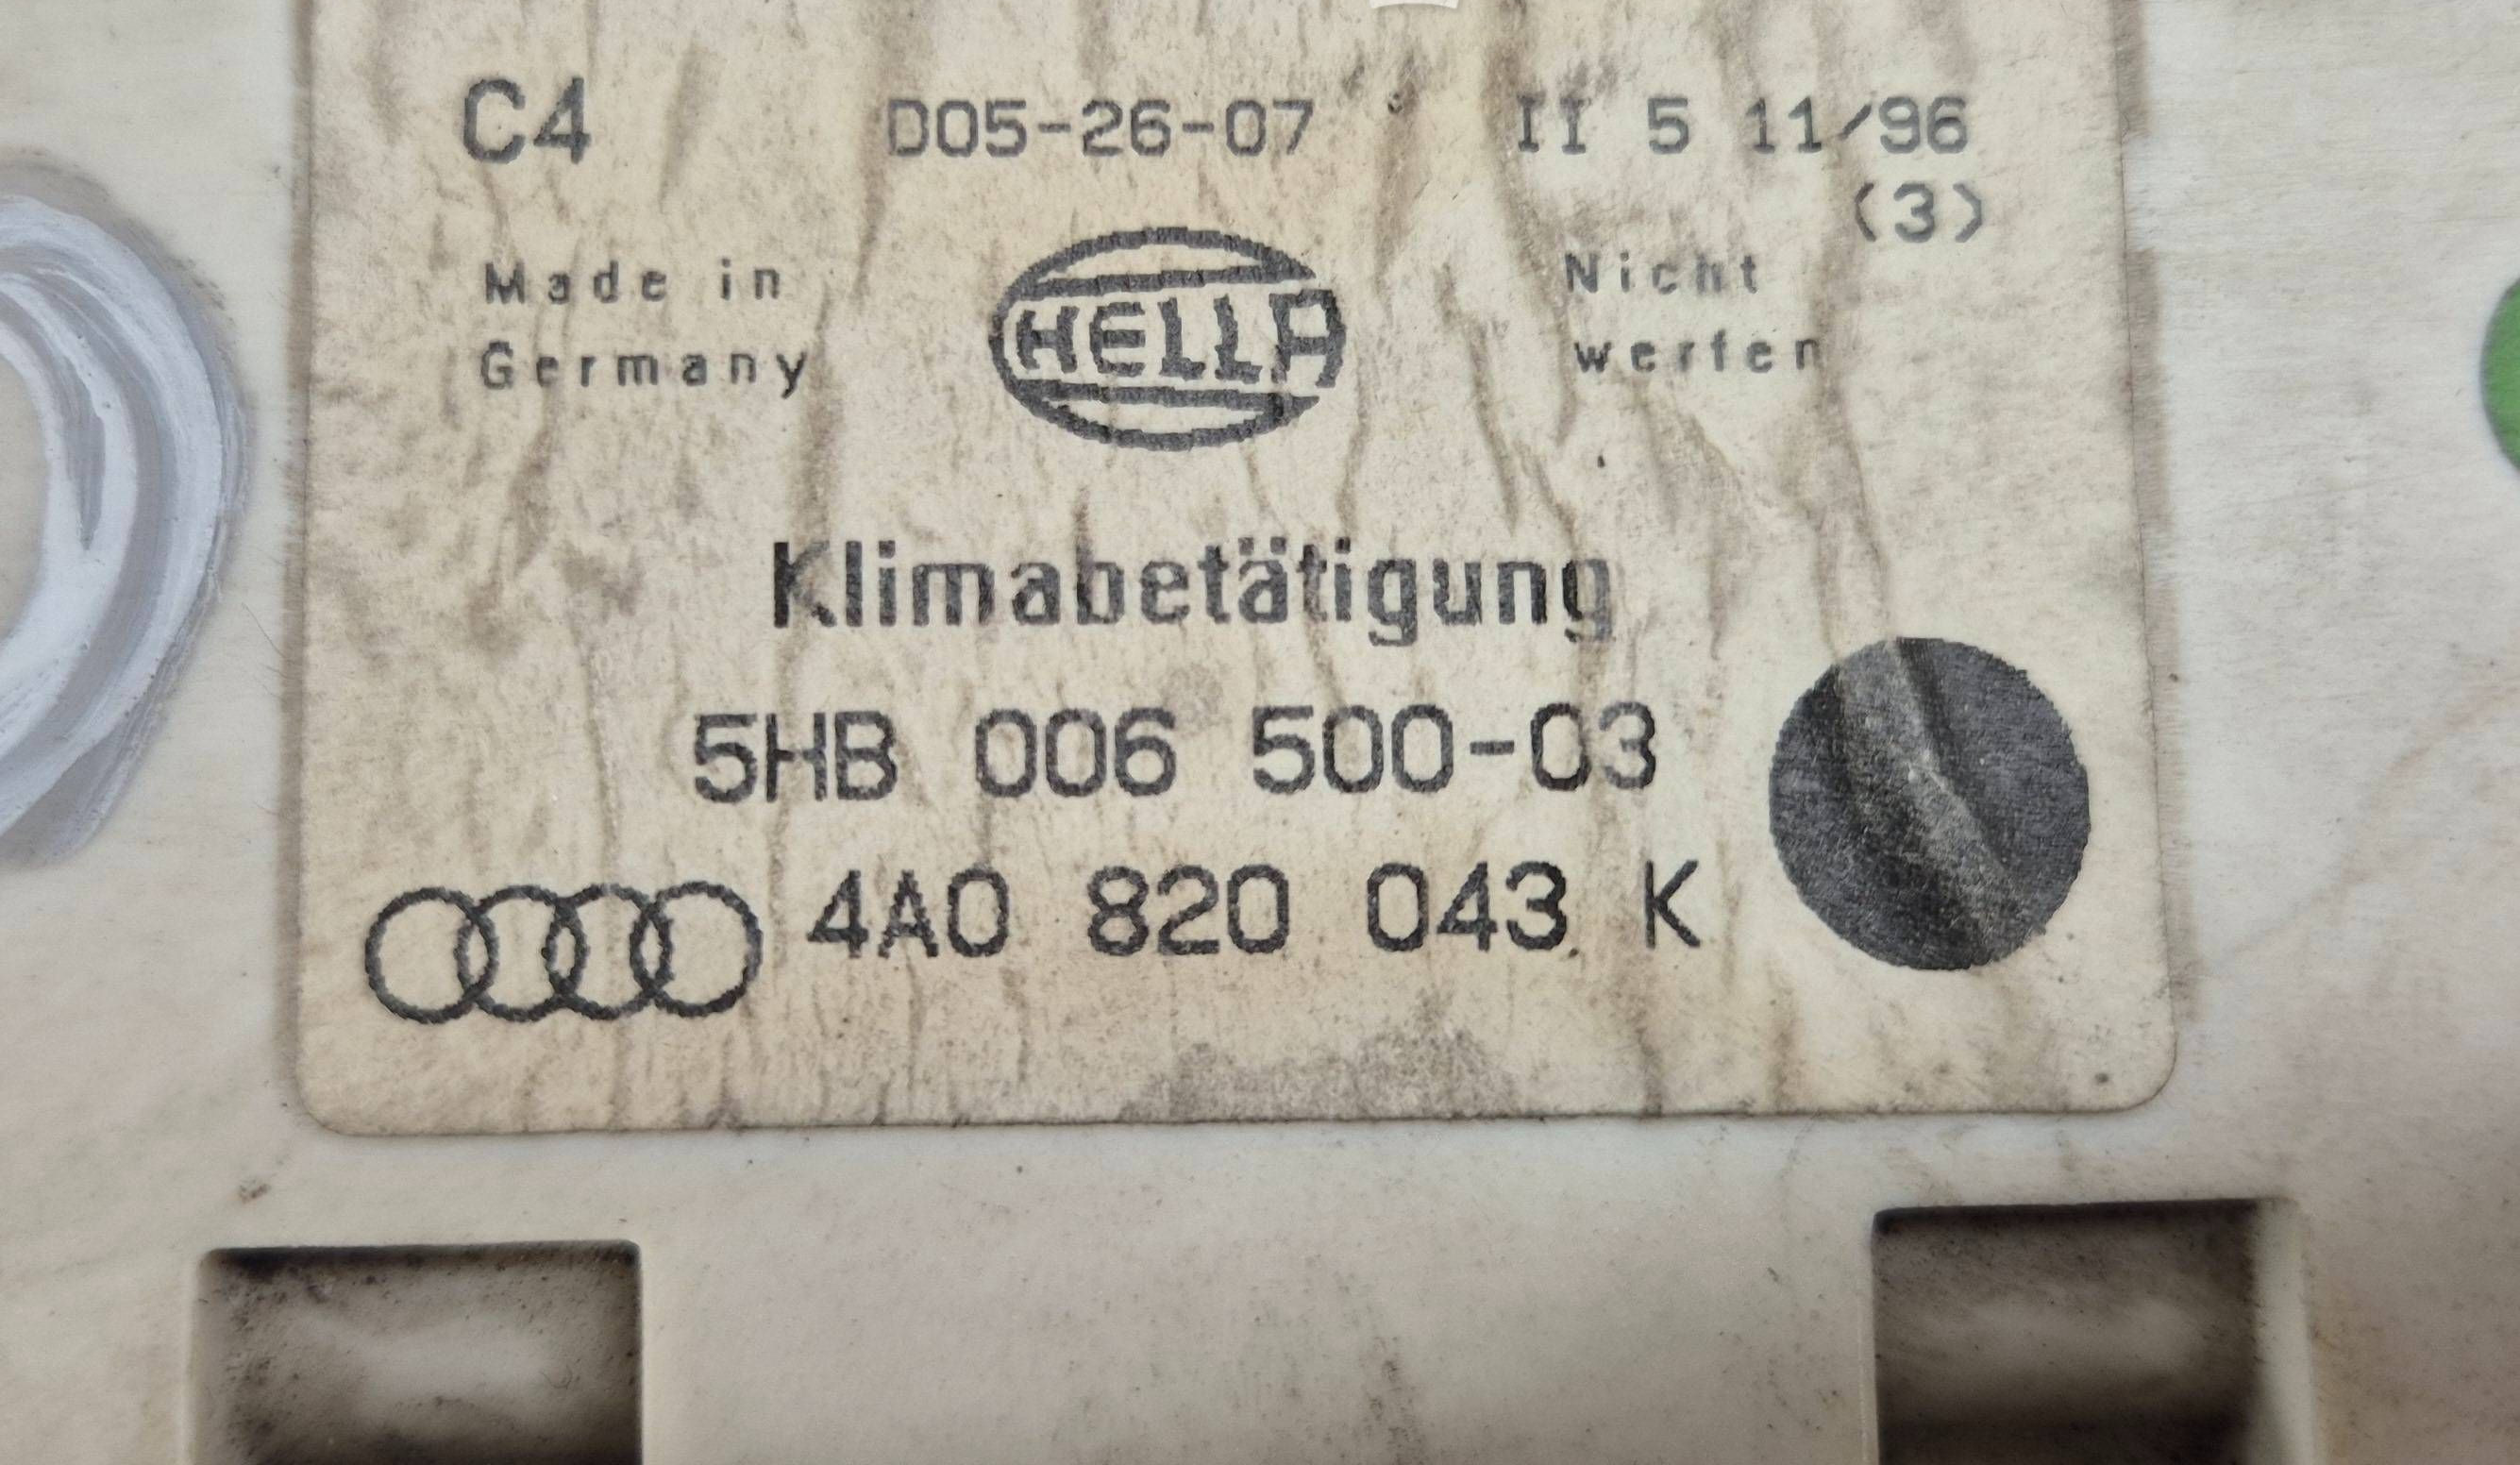 C4 D05-26-07 II 5 11/96
(3)
Made in
Germany
HELLA
Nicht
werfen
Klimabetätigung
5HB 006 500-03
4A0 820 043 K